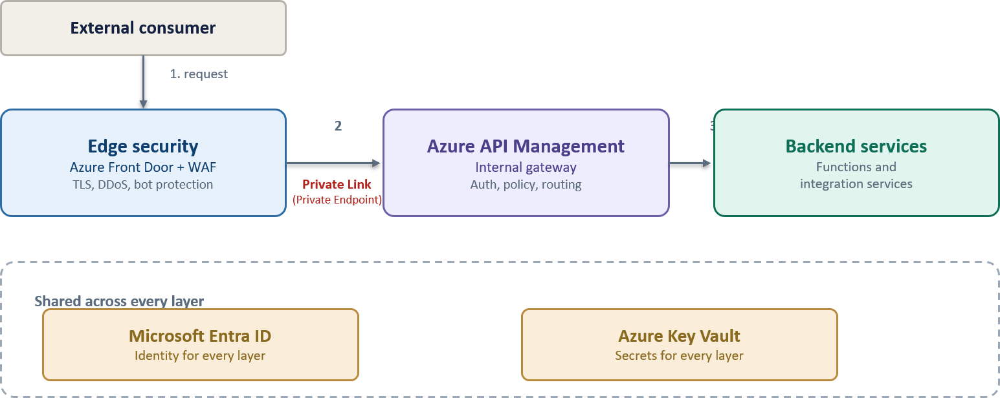 External consumer
1. request
2
3
Edge security
Azure Front Door + WAF
TLS, DDoS, bot protection
Private Link
(Private Endpoint)
Azure API Management
Internal gateway
Auth, policy, routing
Backend services
Functions and
integration services
Shared across every layer
Microsoft Entra ID
Identity for every layer
Azure Key Vault
Secrets for every layer